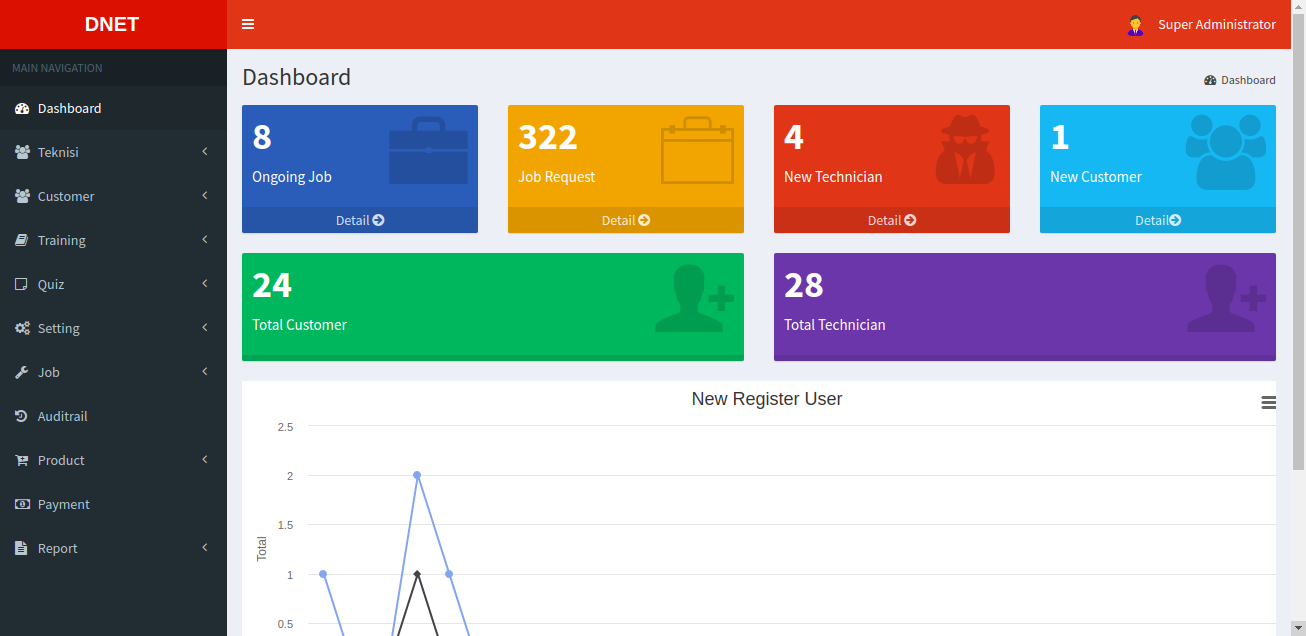 DNET
Super Administrator
MAIN NAVIGATION
Dashboard
Teknisi
Customer
Training
Quiz
Setting
Job
Auditrail
Product
Payment
Report
Dashboard
Dashboard
8
Ongoing Job
Detail
322
Job Request
Detail
4
New Technician
Detail
1
New Customer
Detail
24
Total Customer
28
Total Technician
New Register User
2.5
2
1.5
1
0.5
Total